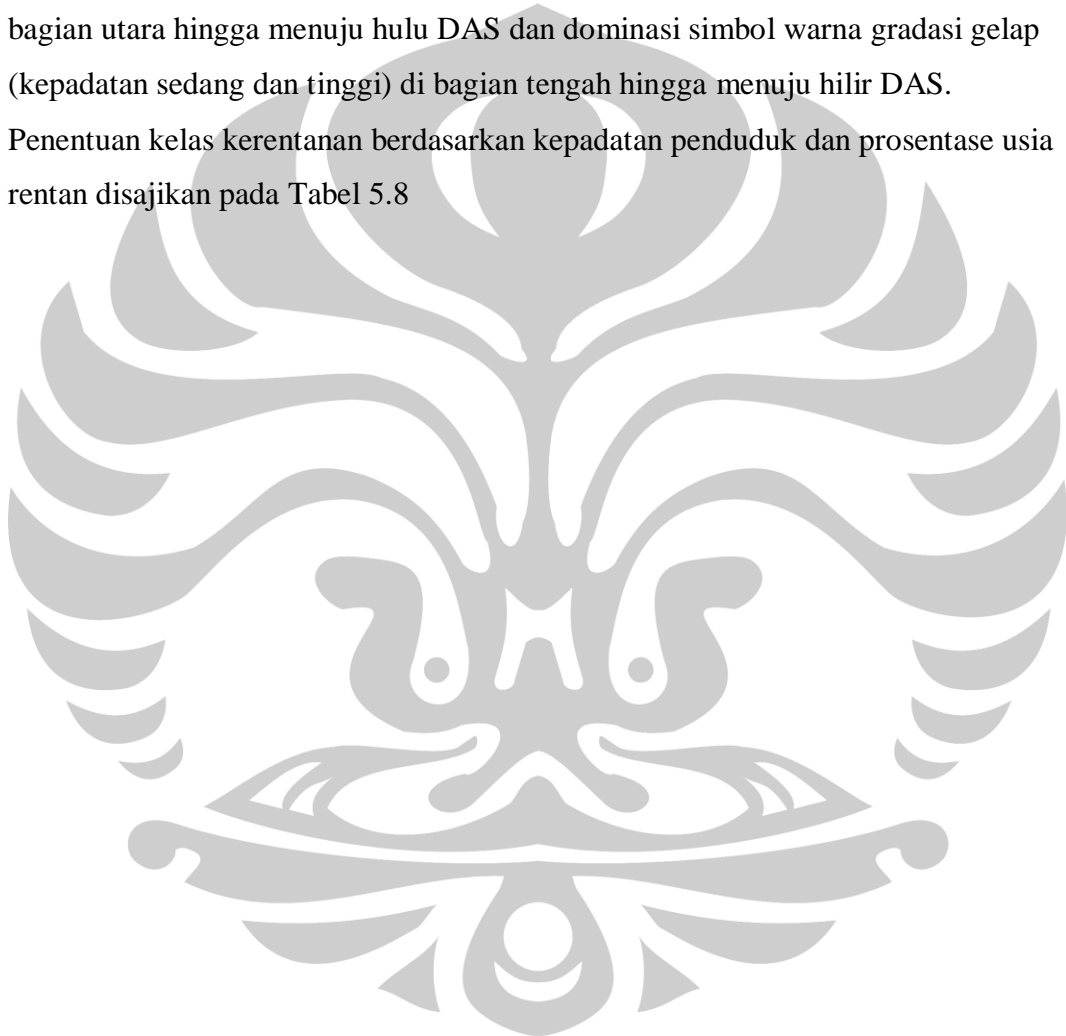 bagian utara hingga menuju hulu DAS dan dominasi simbol warna gradasi gelap
(kepadatan sedang dan tinggi) di bagian tengah hingga menuju hilir DAS.
Penentuan kelas kerentanan berdasarkan kepadatan penduduk dan prosentase usia
rentan disajikan pada Tabel 5.8